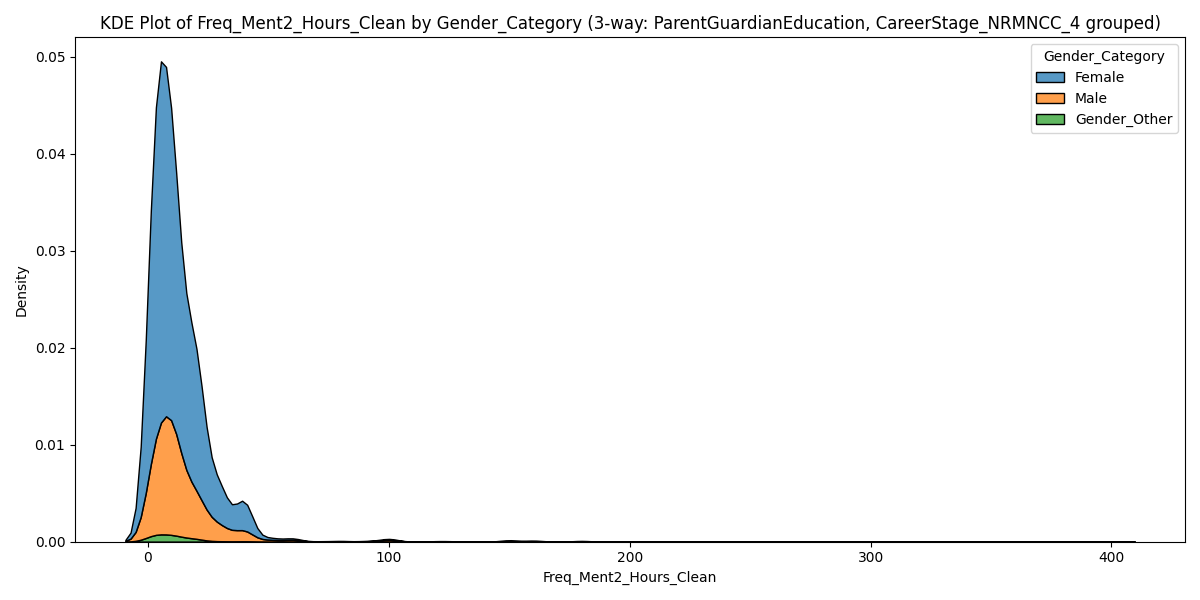 KDE Plot of Freq_Ment2_Hours_Clean by Gender_Category (3-way: ParentGuardianEducation, CareerStage_NRMNCC_4 grouped)
Gender_Category
Female
Male
Gender_Other
Density
0.05
0.04
0.03
0.02
0.01
0.00
0
100
200
300
400
Freq_Ment2_Hours_Clean